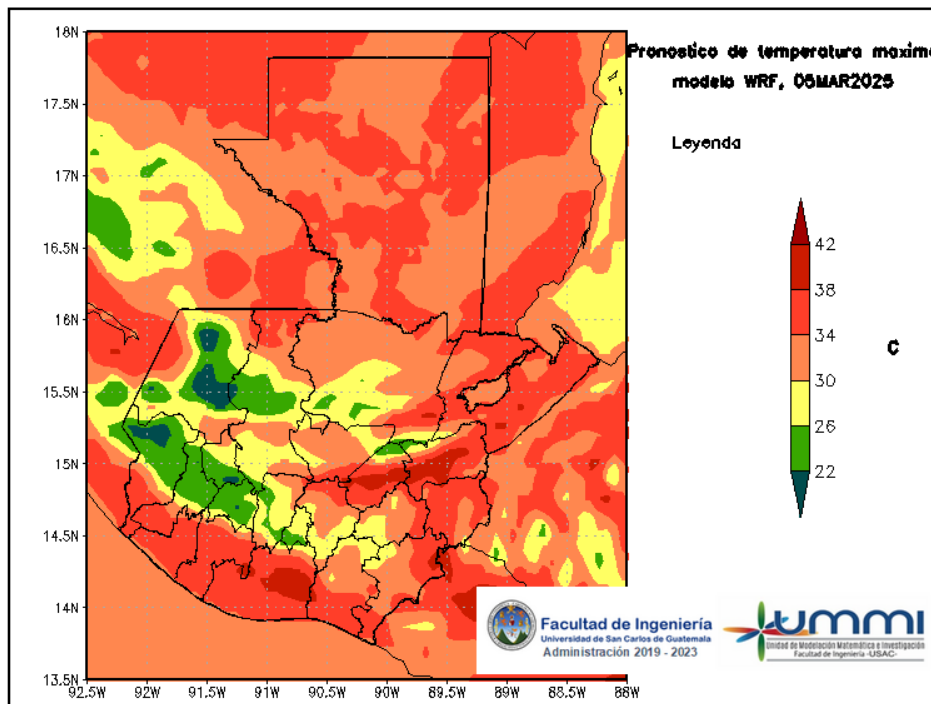 Pronostico de temperatura maxim
modelo WRF, 05MAR2025
Leyenda
42
38
34
30
26
22
C
18N
17.5N
17N
16.5N
16N
15.5N
15N
14.5N
14N
13.5N
92.5W 92W 91.5W 91W 90.5W 90W 89.5W 89W 88.5W 88W
Facultad de Ingeniería
Universidad de San Carlos de Guatemala
Administración 2019 - 2023
ummi
Unidad de Modelación Matemática e Investigación
Facultad de Ingeniería -USAC-